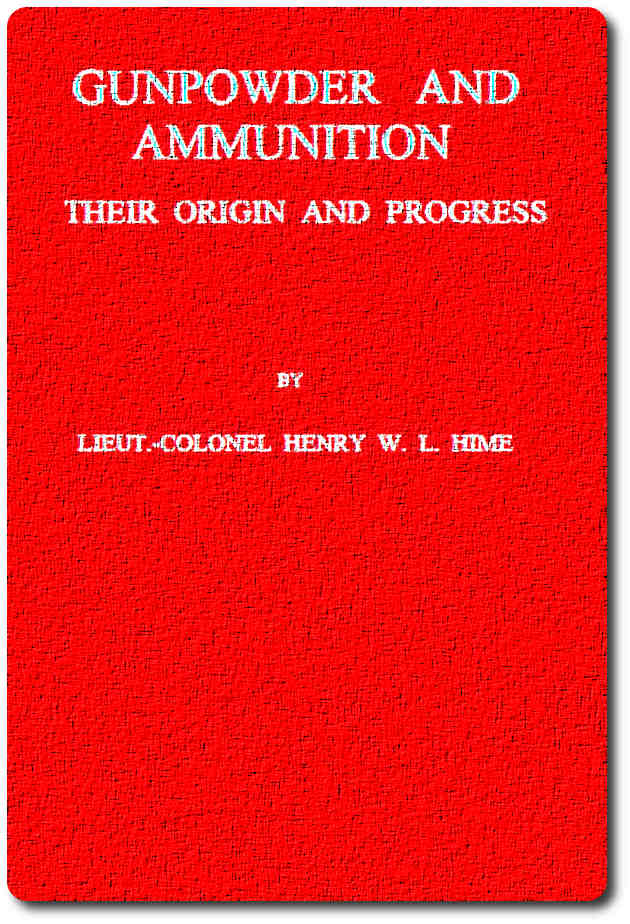 GUNPOWDER AND
AMMUNITION
THEIR ORIGIN AND PROGRESS
BY
LIEUT.-COLONEL HENRY W. L. HIME